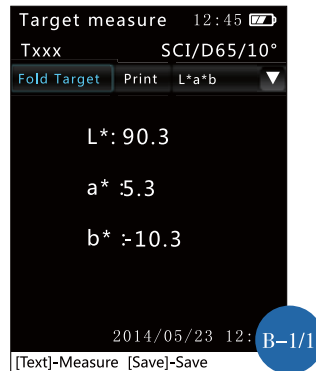 Target measure 12:45
Txxx SCI/D65/10°
Fold Target Print L*a*b
L*: 90.3
a* :5.3
b* :-10.3
2014/05/23 12:
B-1/1
[Text]-Measure [Save]-Save